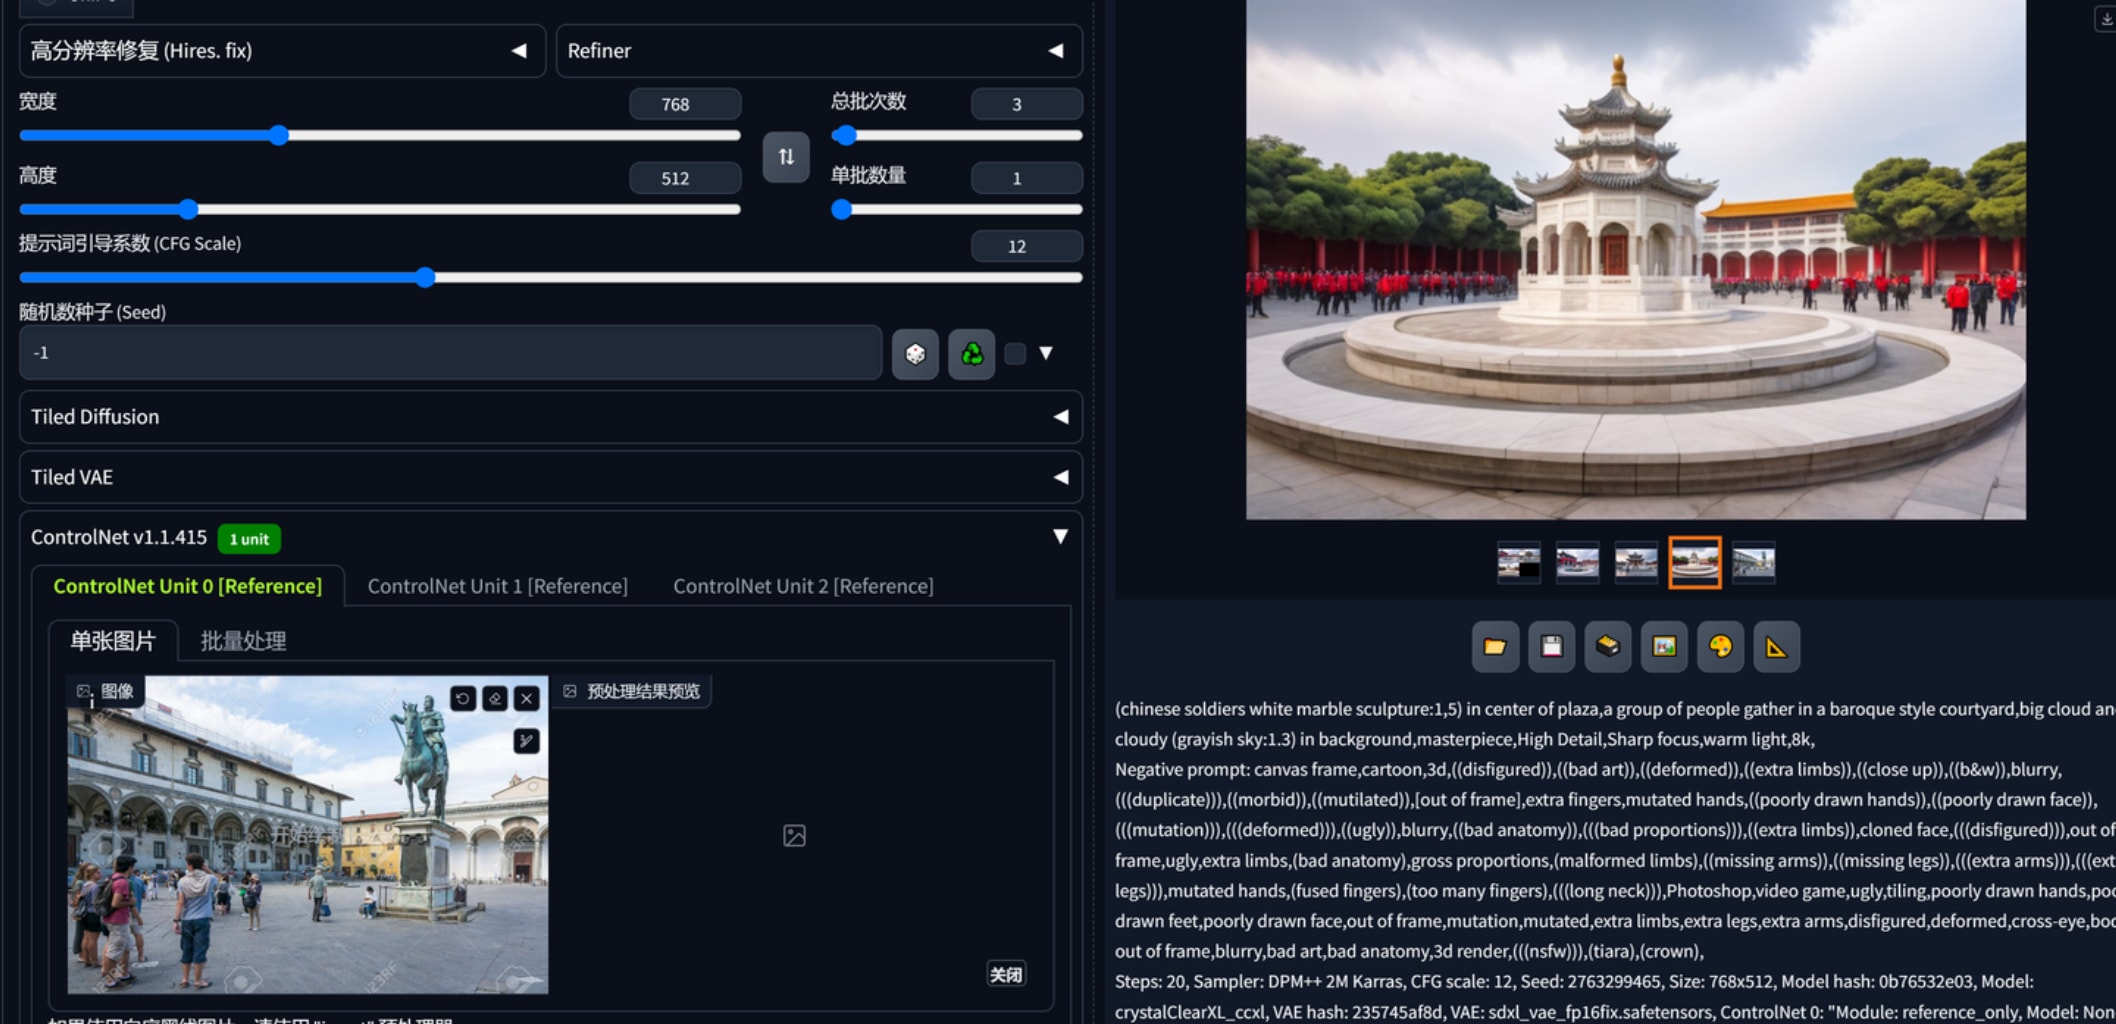 高分辨率修复 (Hires. fix)
Refiner
宽度
768
总批次数
3
高度
512
单批数量
1
提示词引导系数 (CFG Scale)
12
随机数种子 (Seed)
-1
Tiled Diffusion
Tiled VAE
ControlNet v1.1.415
1 unit
ControlNet Unit 0 [Reference]
ControlNet Unit 1 [Reference]
ControlNet Unit 2 [Reference]
单张图片
批量处理
图像
预处理结果预览
123RF
123RF
关闭
(chinese soldiers white marble sculpture:1,5) in center of plaza,a group of people gather in a baroque style courtyard,big cloud
cloudy (grayish sky:1.3) in background,masterpiece,High Detail,Sharp focus,warm light,8k,
Negative prompt: canvas frame,cartoon,3d,((disfigured)),((bad art)),((deformed)),((extra limbs)),((close up)),((b&w)),blurry,
(((duplicate))),((morbid)),((mutilated)),[out of frame],extra fingers,mutated hands,((poorly drawn hands)),((poorly drawn face)),
(((mutation))),(((deformed))),((ugly)),blurry,((bad anatomy)),(((bad proportions))),((extra limbs)),cloned face,(((disfigured))),out of
frame,ugly,extra limbs,(bad anatomy),gross proportions,(malformed limbs),((missing arms)),((missing legs)),(((extra arms))),(((ext
legs))),mutated hands,(fused fingers),(too many fingers),(((long neck))),Photoshop,video game,ugly,tiling,poorly drawn hands,
drawn feet,poorly drawn face,out of frame,mutation,mutated,extra limbs,extra legs,extra arms,disfigured,deformed,cross-eye,
out of frame,blurry,bad art,bad anatomy,3d render,(((nsfw))),(tiara),(crown),
Steps: 20, Sampler: DPM++ 2M Karras, CFG scale: 12, Seed: 2763299465, Size: 768x512, Model hash: 0b76532e03, Model:
crystalClearXL_ccxl, VAE hash: 235745af8d, VAE: sdxl_vae_fp16fix.safetensors, ControlNet 0: "Module: reference_only, Model: Non